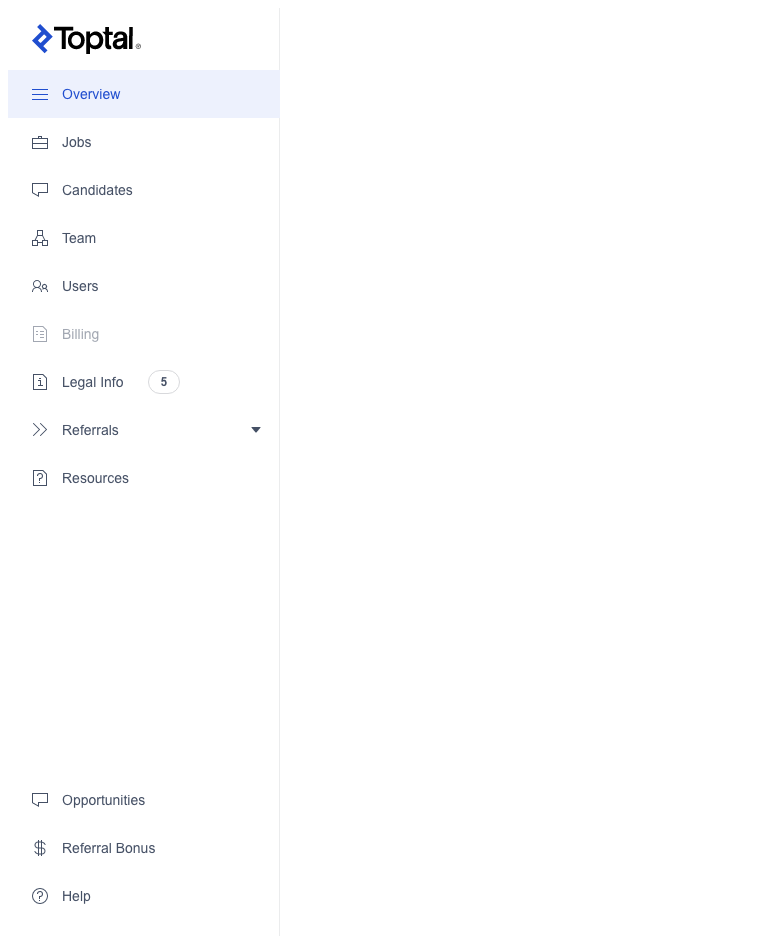 Toptal®
Overview
Jobs
Candidates
Team
Users
Billing
Legal Info 5
Referrals
Resources
Opportunities
Referral Bonus
Help